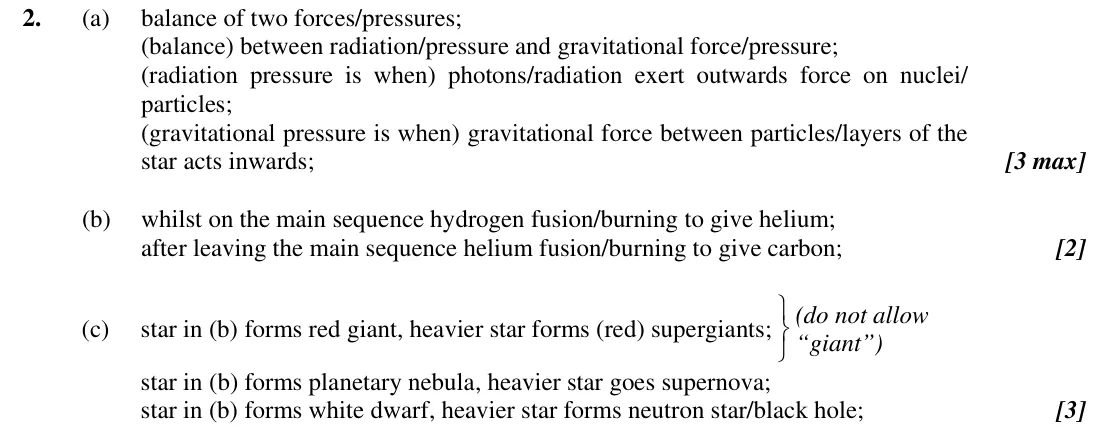 2. (a) balance of two forces/pressures;
(balance) between radiation/pressure and gravitational force/pressure;
(radiation pressure is when) photons/radiation exert outwards force on nuclei/
particles;
(gravitational pressure is when) gravitational force between particles/layers of the
star acts inwards; [3 max]
(b) whilst on the main sequence hydrogen fusion/burning to give helium;
after leaving the main sequence helium fusion/burning to give carbon; [2]
(c) star in (b) forms red giant, heavier star forms (red) supergiants; (do not allow
“giant”)
star in (b) forms planetary nebula, heavier star goes supernova;
star in (b) forms white dwarf, heavier star forms neutron star/black hole; [3]